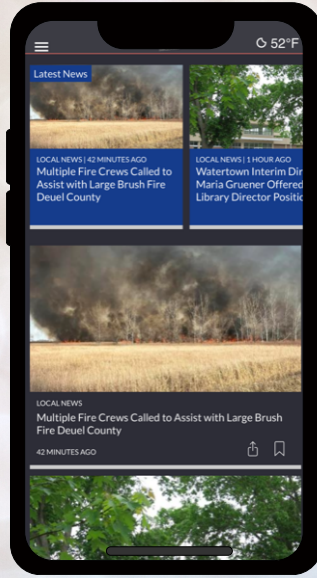 52°F
Latest News
LOCAL NEWS | 42 MINUTES AGO
Multiple Fire Crews Called to
Assist with Large Brush Fire
Deuel County
LOCAL NEWS | 1 HOUR AGO
Watertown Interim Dir
Maria Gruener Offered
Library Director Positic
LOCAL NEWS
Multiple Fire Crews Called to Assist with Large Brush
Fire Deuel County
42 MINUTES AGO